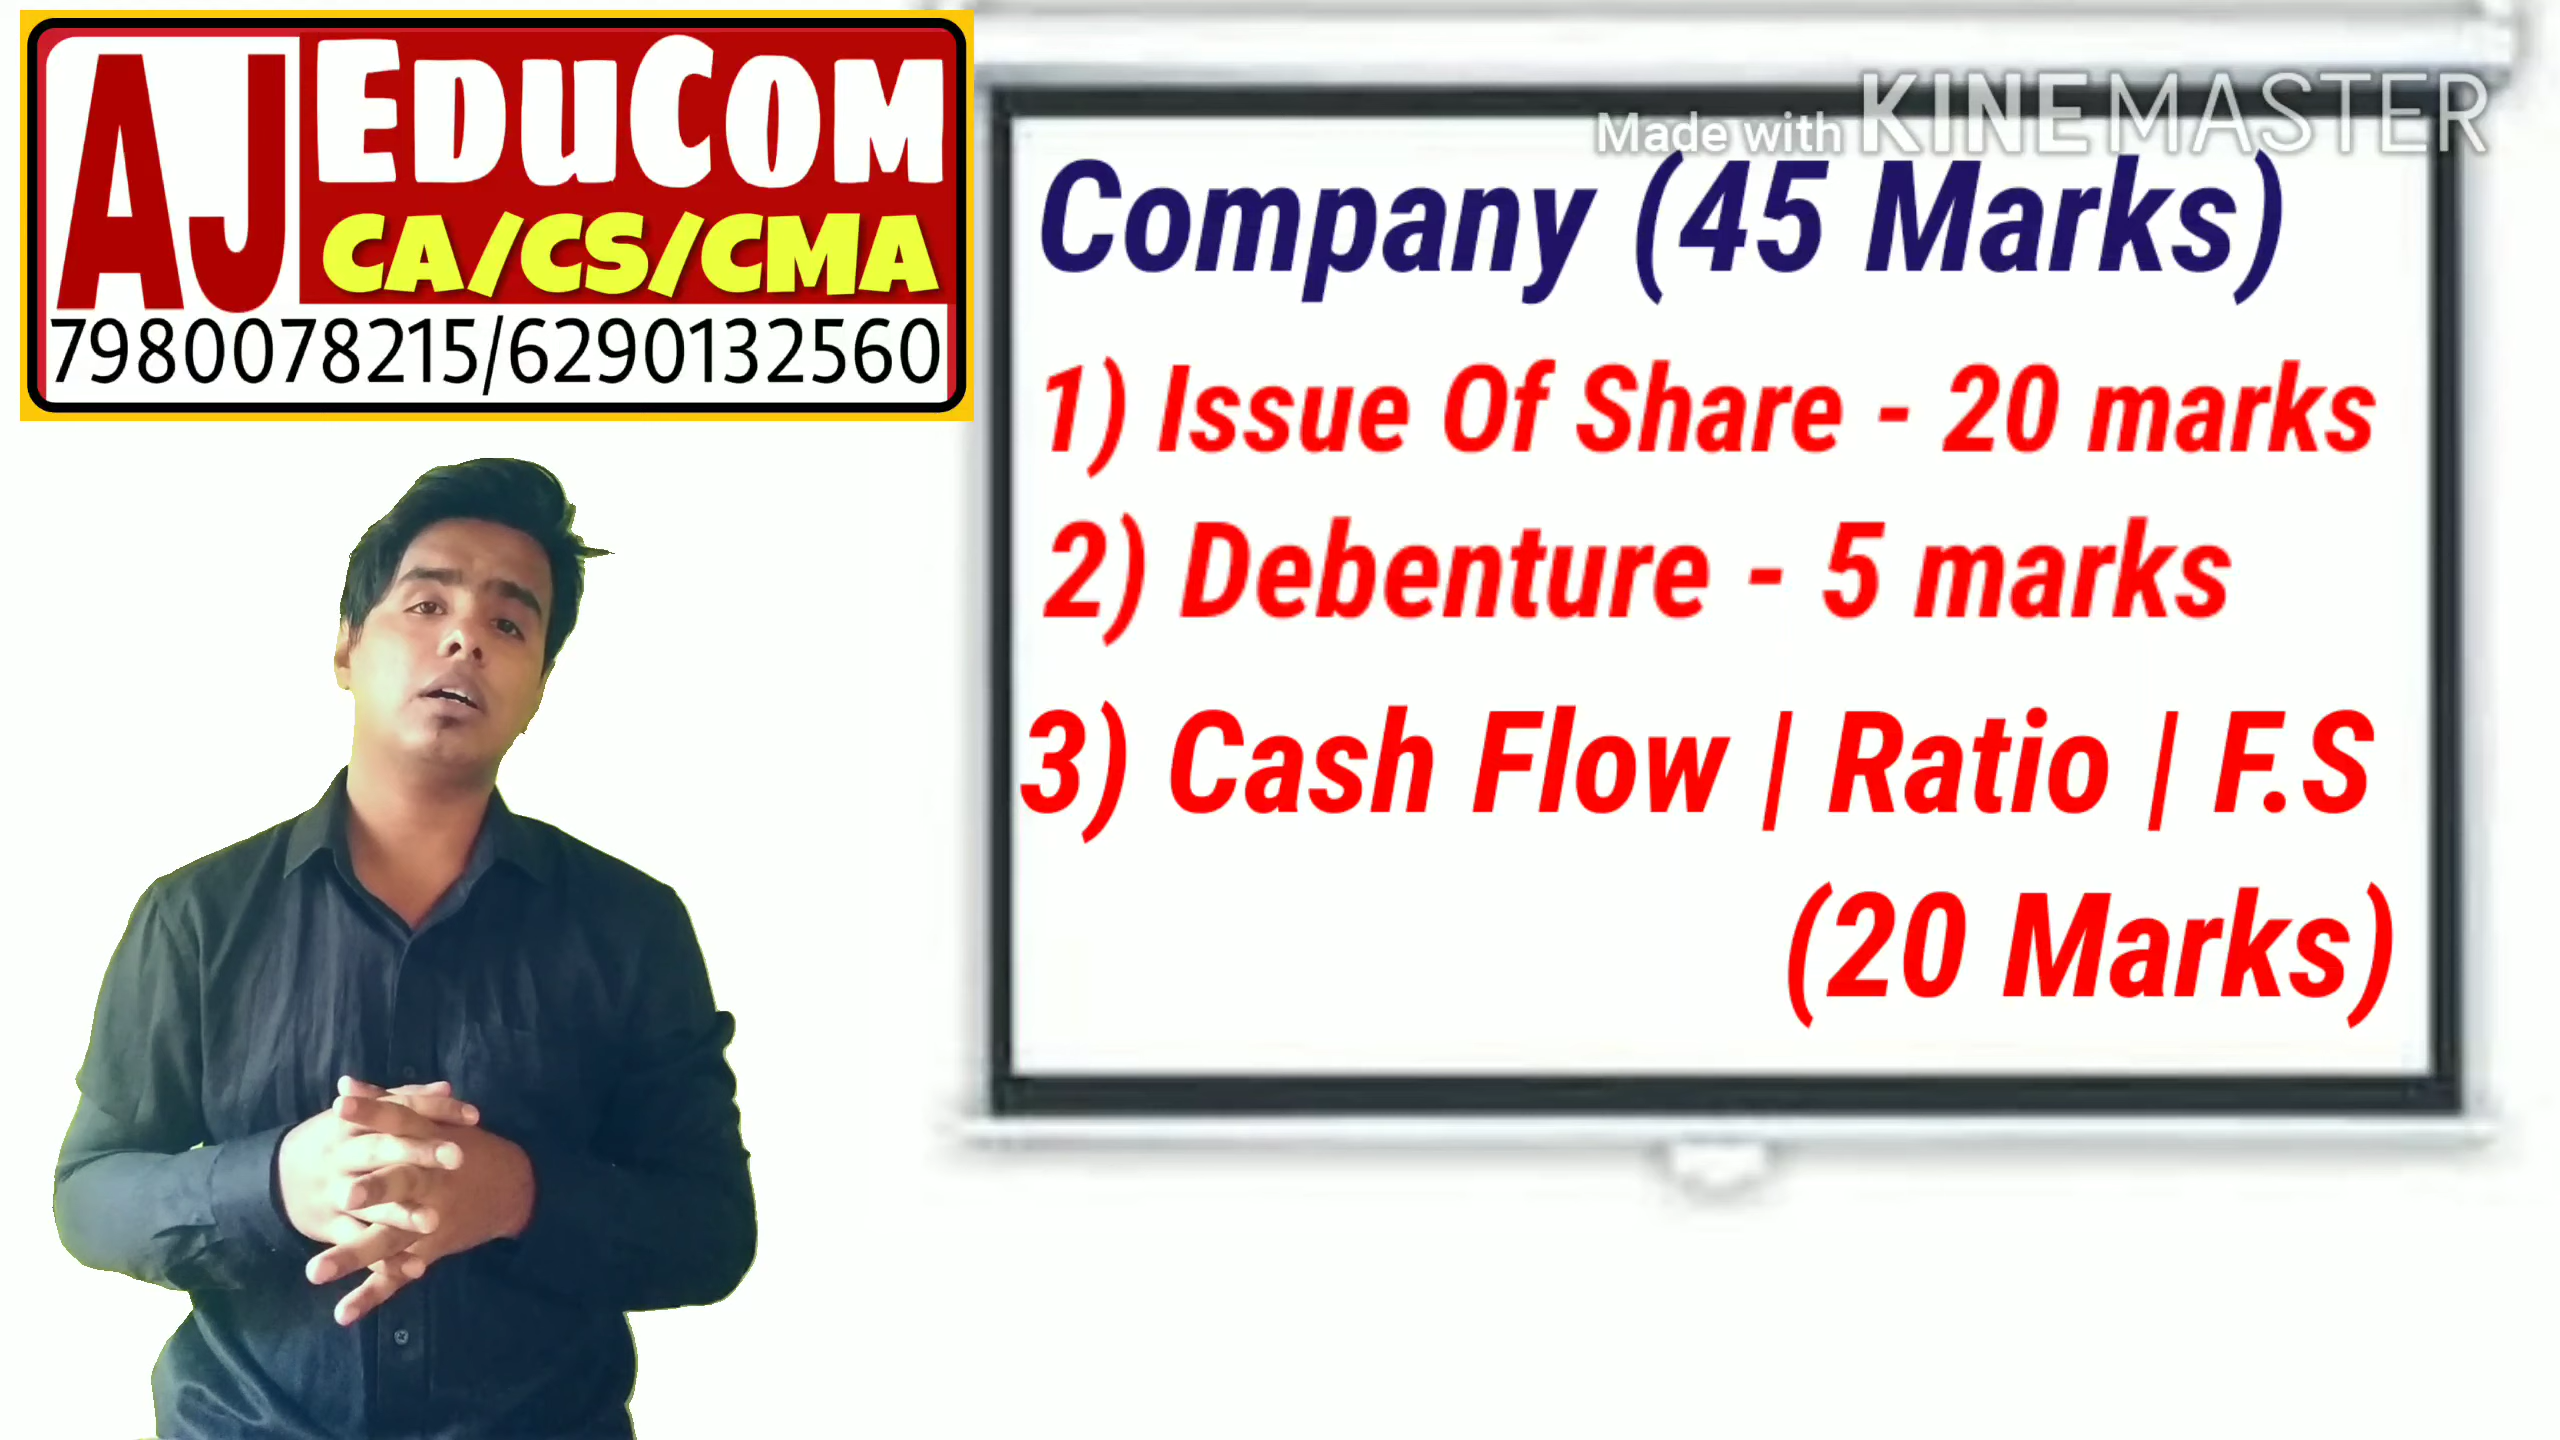 AJ EDUCOM
CA/CS/CMA
7980078215/6290132560
Made with KINEMASTER
Company (45 Marks)
1) Issue Of Share - 20 marks
2) Debenture - 5 marks
3) Cash Flow | Ratio | F.S
(20 Marks)